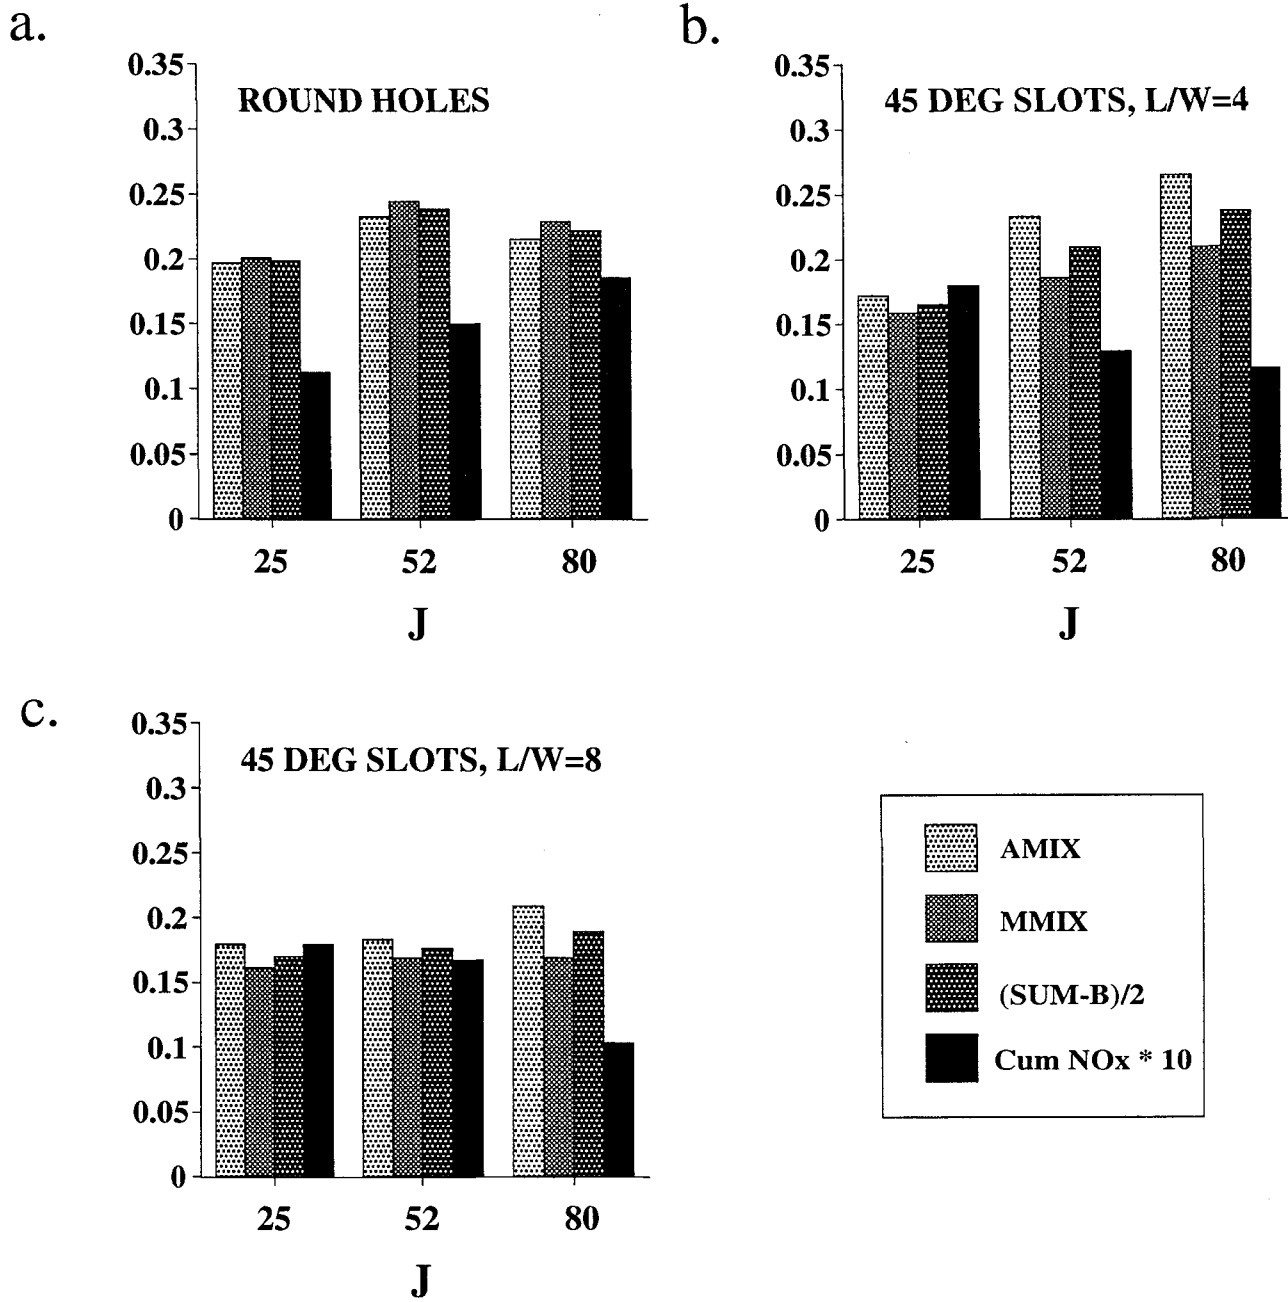 a.
ROUND HOLES
0.35
0.3
0.25
0.2
0.15
0.1
0.05
0
25 52 80
J
b.
45 DEG SLOTS, L/W=4
0.35
0.3
0.25
0.2
0.15
0.1
0.05
0
25 52 80
J
c.
45 DEG SLOTS, L/W=8
0.35
0.3
0.25
0.2
0.15
0.1
0.05
0
25 52 80
J
AMIX
MMIX
(SUM-B)/2
Cum NOx * 10